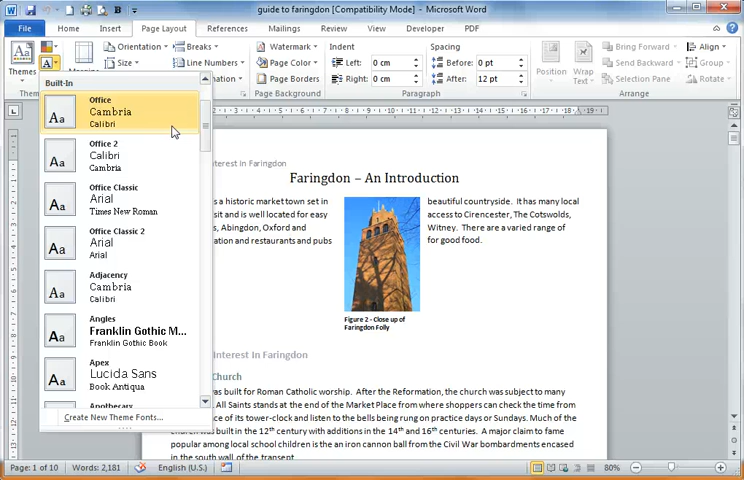 guide to faringdon [Compatibility Mode] - Microsoft Word
File Home Insert Page Layout References Mailings Review View Developer PDF
Themes
Orientation
Size
Breaks
Line Numbers
Watermark
Page Color
Page Borders
Page Background
Indent
Left: 0 cm
Right: 0 cm
Spacing
Before: 0 pt
After: 12 pt
Paragraph
Position
Wrap
Text
Bring Forward
Send Backward
Selection Pane
Align
Group
Rotate
Arrange
Built-In
Office
Cambria
Calibri
Office 2
Calibri
Cambria
Office Classic
Arial
Times New Roman
Office Classic 2
Arial
Arial
Adjacency
Cambria
Calibri
Angles
Franklin Gothic M...
Franklin Gothic Book
Apex
Lucida Sans
Book Antiqua
Apothecary
Create New Theme Fonts...
nterest In Faringdon
Faringdon – An Introduction
s a historic market town set in
sit and is well located for easy
s, Abingdon, Oxford and
ation and restaurants and pubs
beautiful countryside. It has many local
access to Cirencester, The Cotswolds,
Witney. There are a varied range of
for good food.
Figure 2 - Close up of
Faringdon Folly
Interest In Faringdon
Church
was built for Roman Catholic worship. After the Reformation, the church was subject to many
. All Saints stands at the end of the Market Place from where shoppers can check the time from
ce of its tower-clock and listen to the bells being rung on practice days or Sundays. Much of the
church was built in the 12th century with additions in the 14th and 16th centuries. A major claim to fame
popular among local school children is the an iron cannon ball from the Civil War bombardments encased
in the south wall of the transept.
Page: 1 of 10 Words: 2,181 English (U.S.) 80%